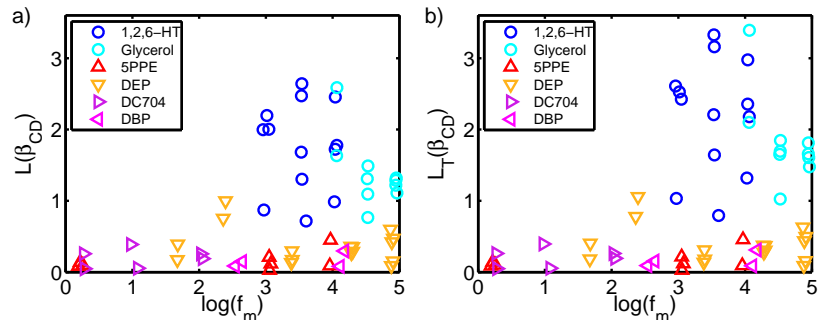 a)
L(β_CD)
3
2
1
0
1,2,6−HT
Glycerol
5PPE
DEP
DC704
DBP
0 1 2 3 4 5
log(f_m)
b)
L_T(β_CD)
3
2
1
0
1,2,6−HT
Glycerol
5PPE
DEP
DC704
DBP
0 1 2 3 4 5
log(f_m)